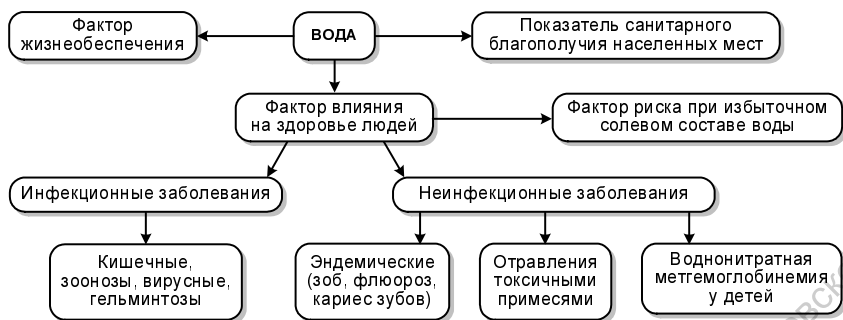 Фактор
жизнеобеспечения
ВОДА
Показатель санитарного
благополучия населенных мест
Фактор влияния
на здоровье людей
Фактор риска при избыточном
солевом составе воды
Инфекционные заболевания
Неинфекционные заболевания
Кишечные,
зоонозы, вирусные,
гельминтозы
Эндемические
(зоб, флюороз,
кариес зубов)
Отравления
токсичными
примесями
Воднонитратная
метгемоглобинемия
у детей